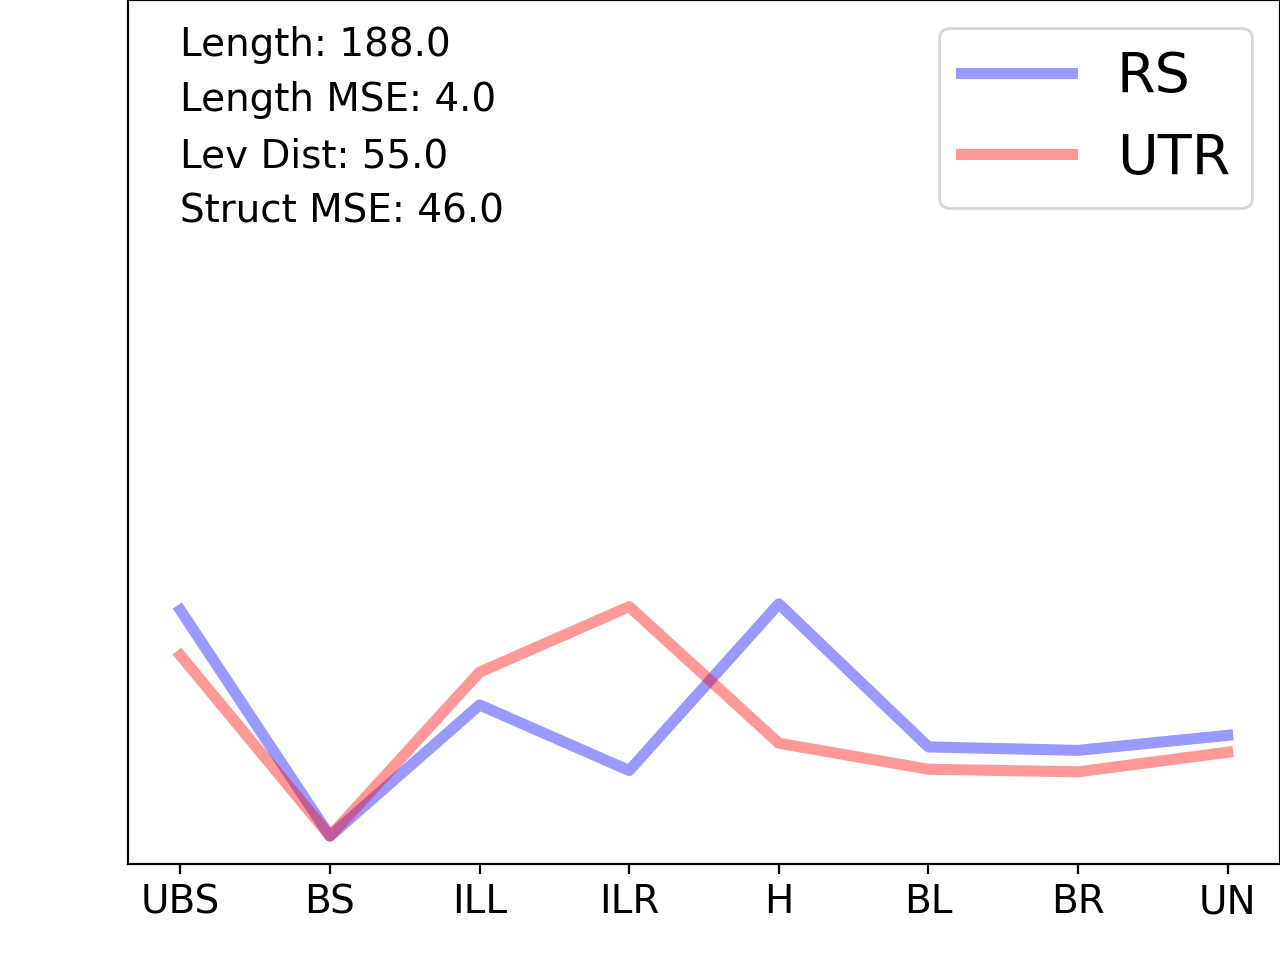 Length: 188.0
Length MSE: 4.0
Lev Dist: 55.0
Struct MSE: 46.0
RS
UTR
UBS BS ILL ILR H BL BR UN